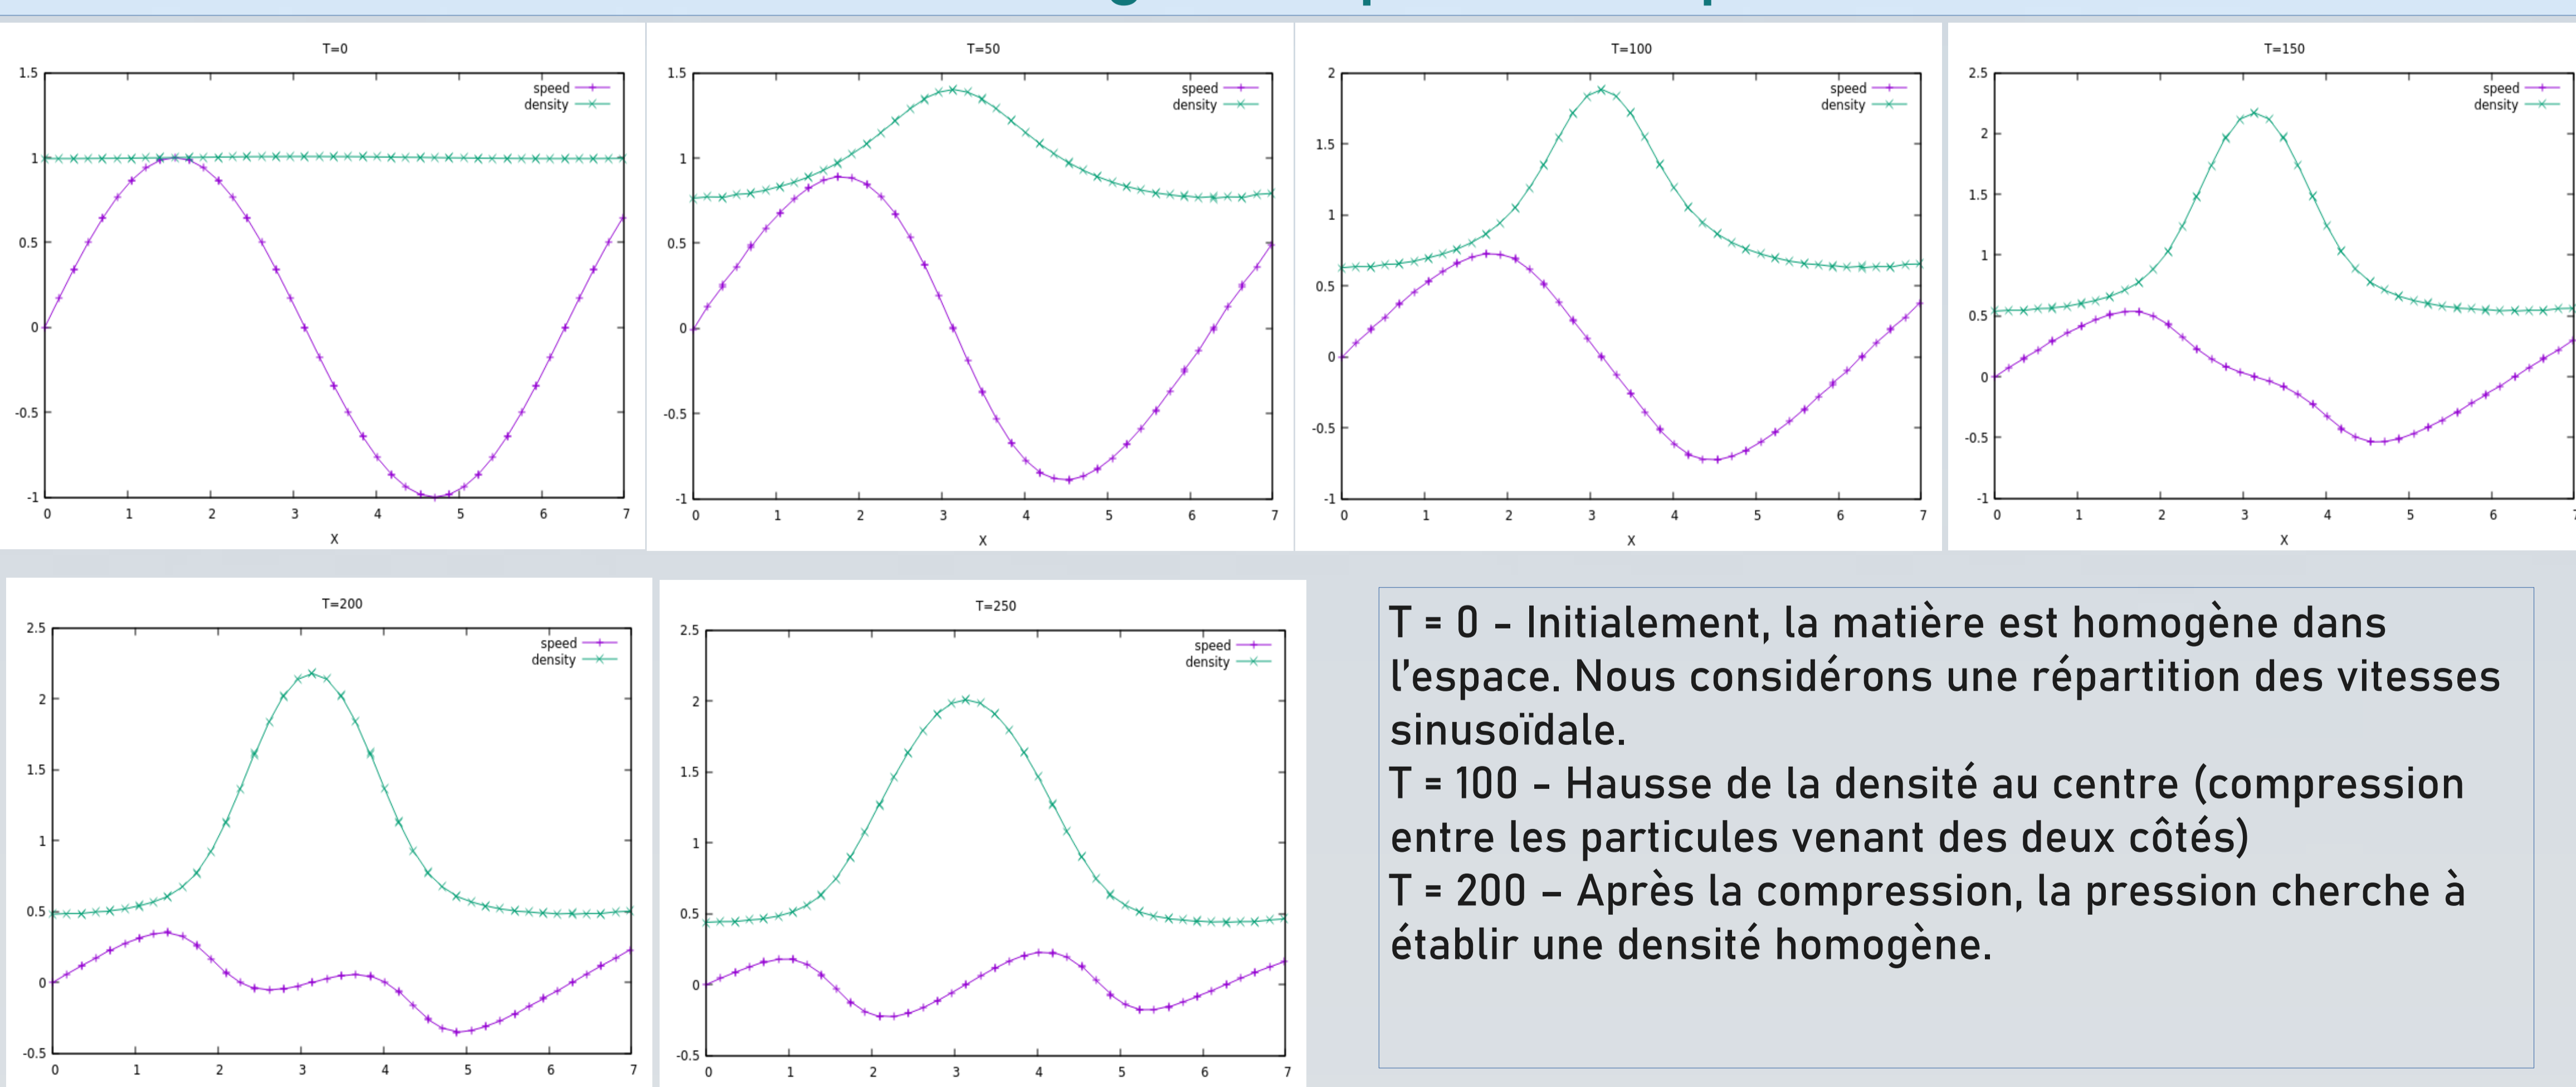 T=0
speed
density
1.5
1
0.5
0
-0.5
-1
0 1 2 3 4 5 6 7
X
T=50
speed
density
1.5
1
0.5
0
-0.5
-1
0 1 2 3 4 5 6 7
X
T=100
speed
density
2
1.5
1
0.5
0
-0.5
-1
0 1 2 3 4 5 6 7
X
T=150
speed
density
2.5
2
1.5
1
0.5
0
-0.5
-1
0 1 2 3 4 5 6
X
T=200
speed
density
2.5
2
1.5
1
0.5
0
-0.5
0 1 2 3 4 5 6 7
T=250
speed
density
2.5
2
1.5
1
0.5
0
-0.5
0 1 2 3 4 5 6 7
T = 0 – Initialement, la matière est homogène dans
l’espace. Nous considérons une répartition des vitesses
sinusoïdale.
T = 100 – Hausse de la densité au centre (compression
entre les particules venant des deux côtés)
T = 200 – Après la compression, la pression cherche à
établir une densité homogène.